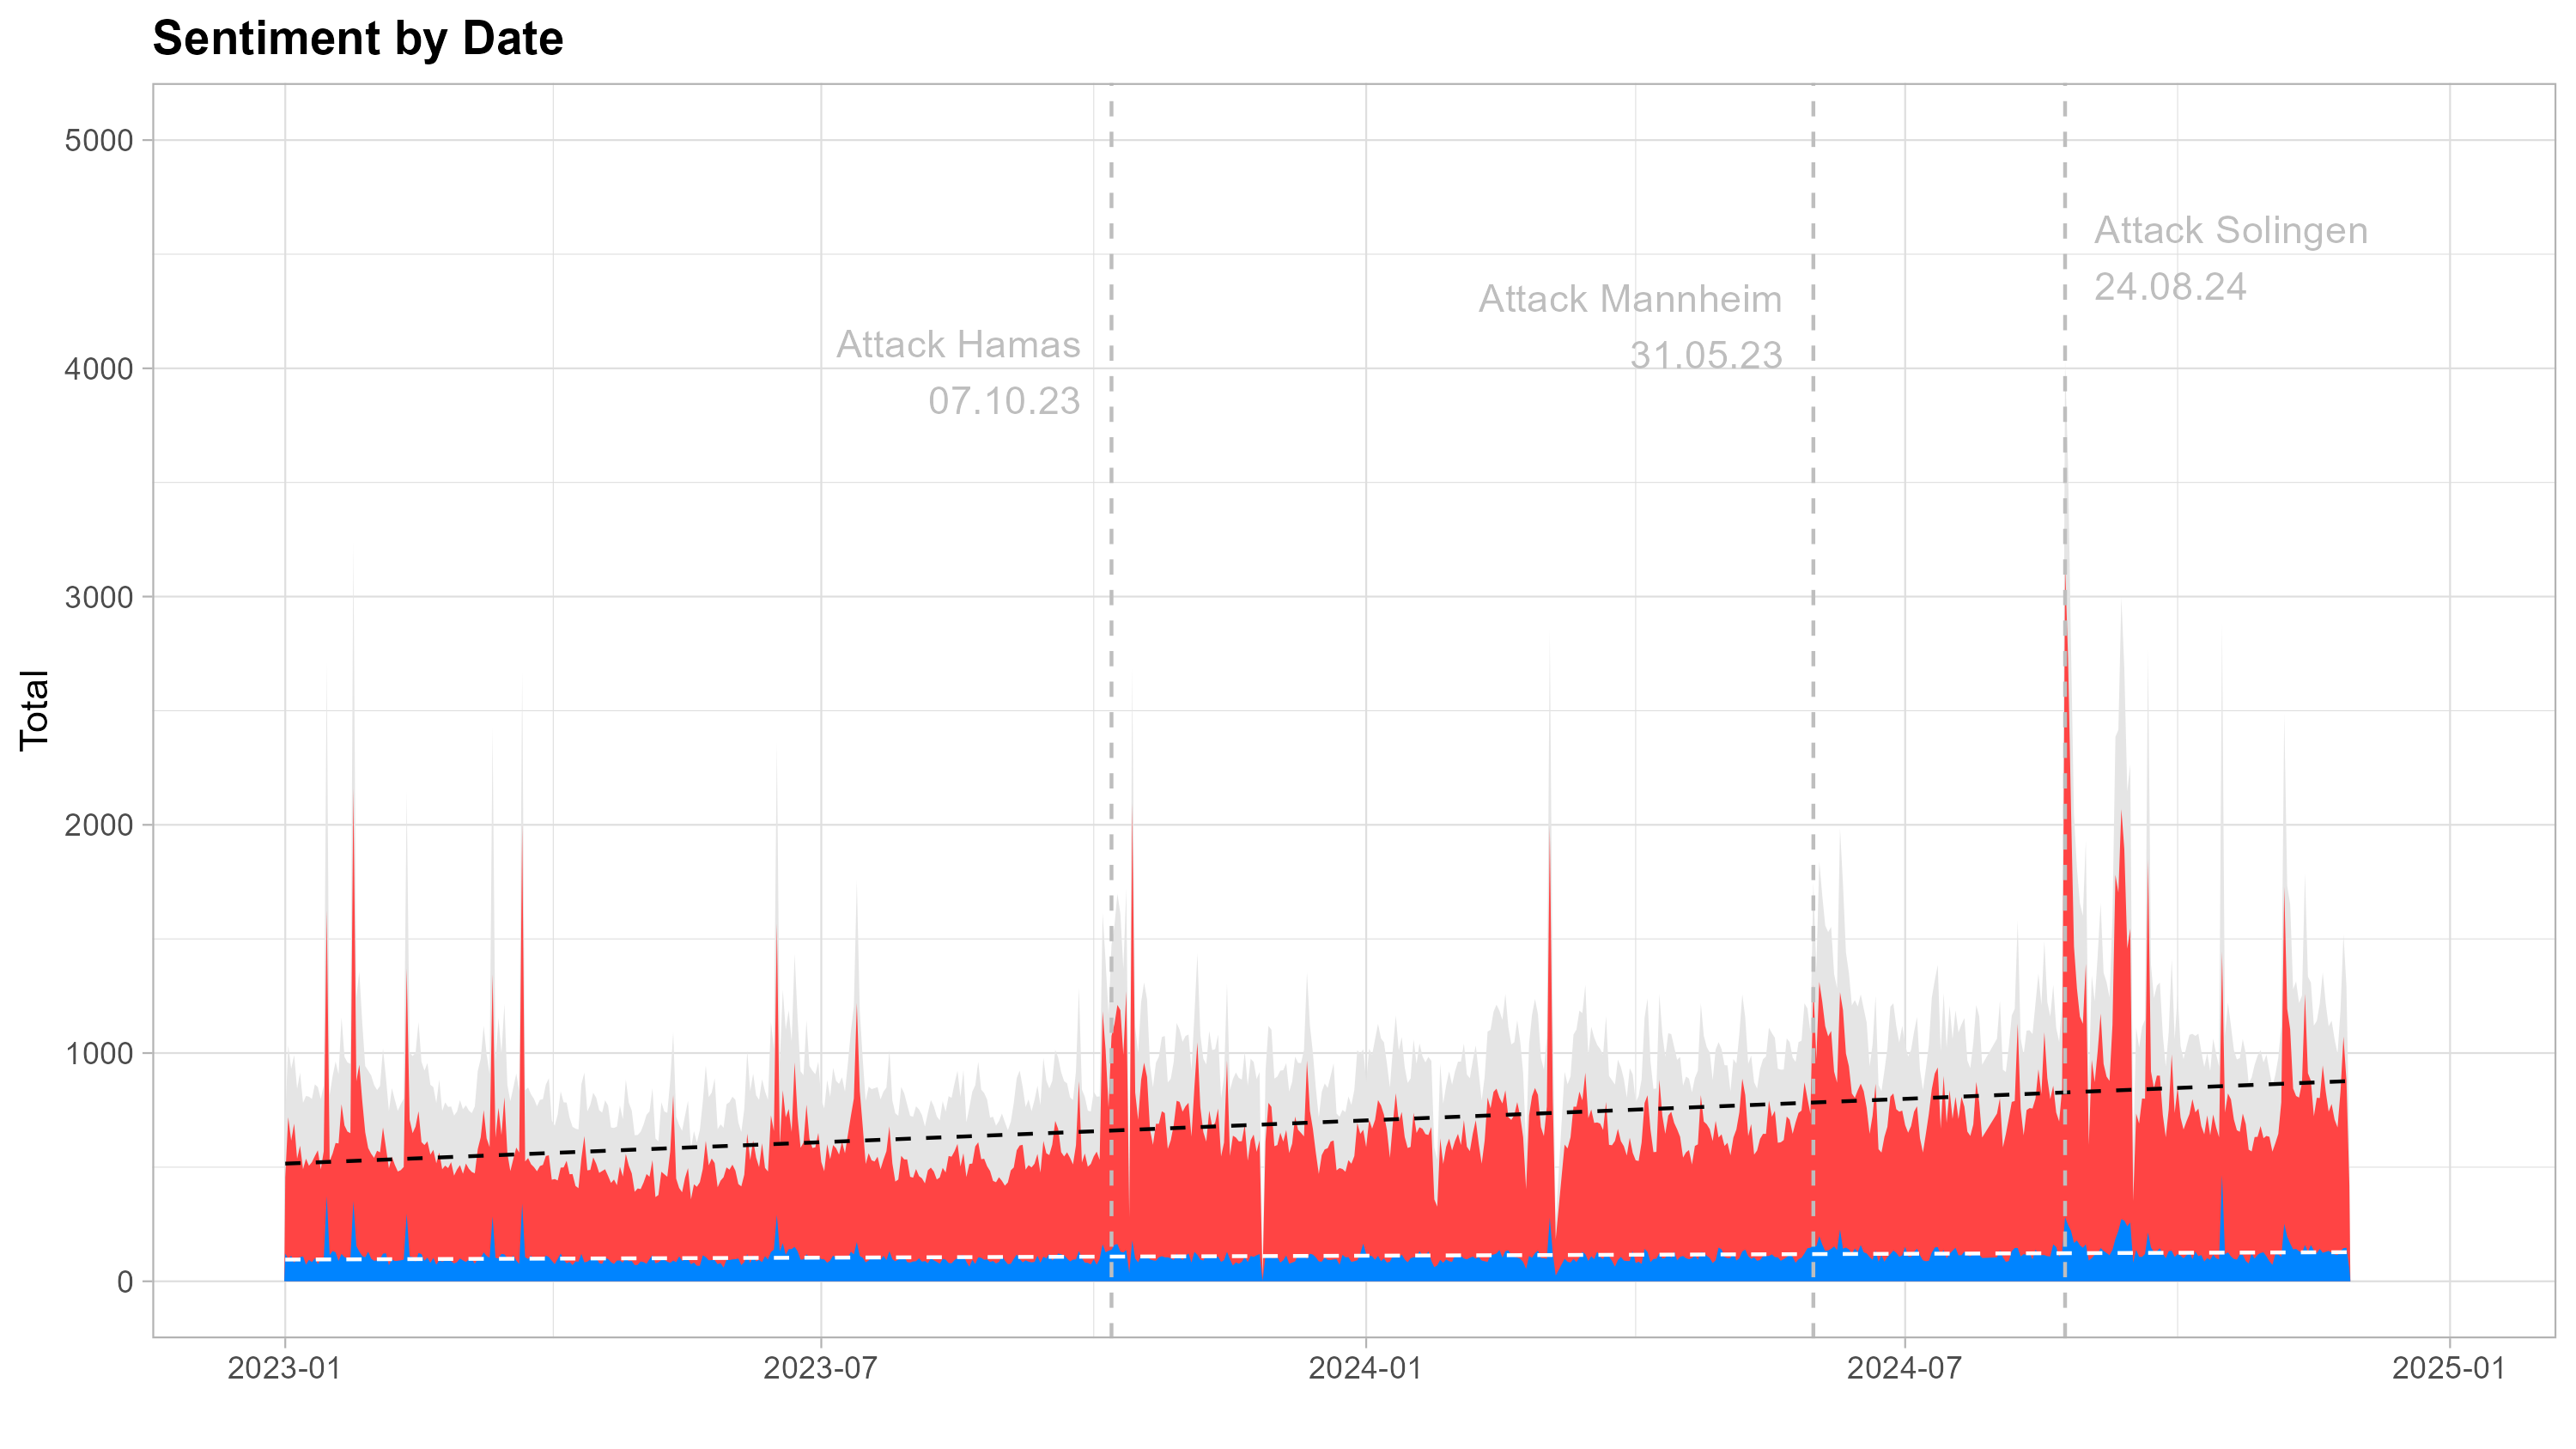 Sentiment by Date
Total
5000
4000
3000
2000
1000
0
Attack Hamas
07.10.23
Attack Mannheim
31.05.23
Attack Solingen
24.08.24
2023-01
2023-07
2024-01
2024-07
2025-01